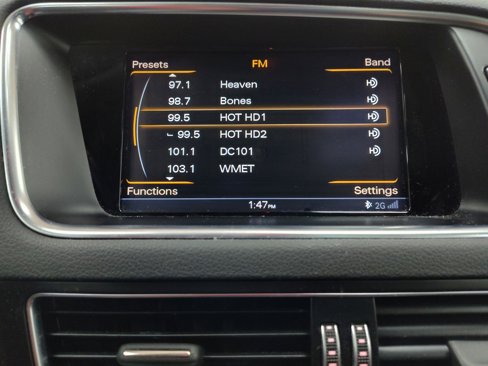 Presets FM Band
97.1 Heaven
98.7 Bones
99.5 HOT HD1
99.5 HOT HD2
101.1 DC101
103.1 WMET
Functions Settings
1:47PM 2G